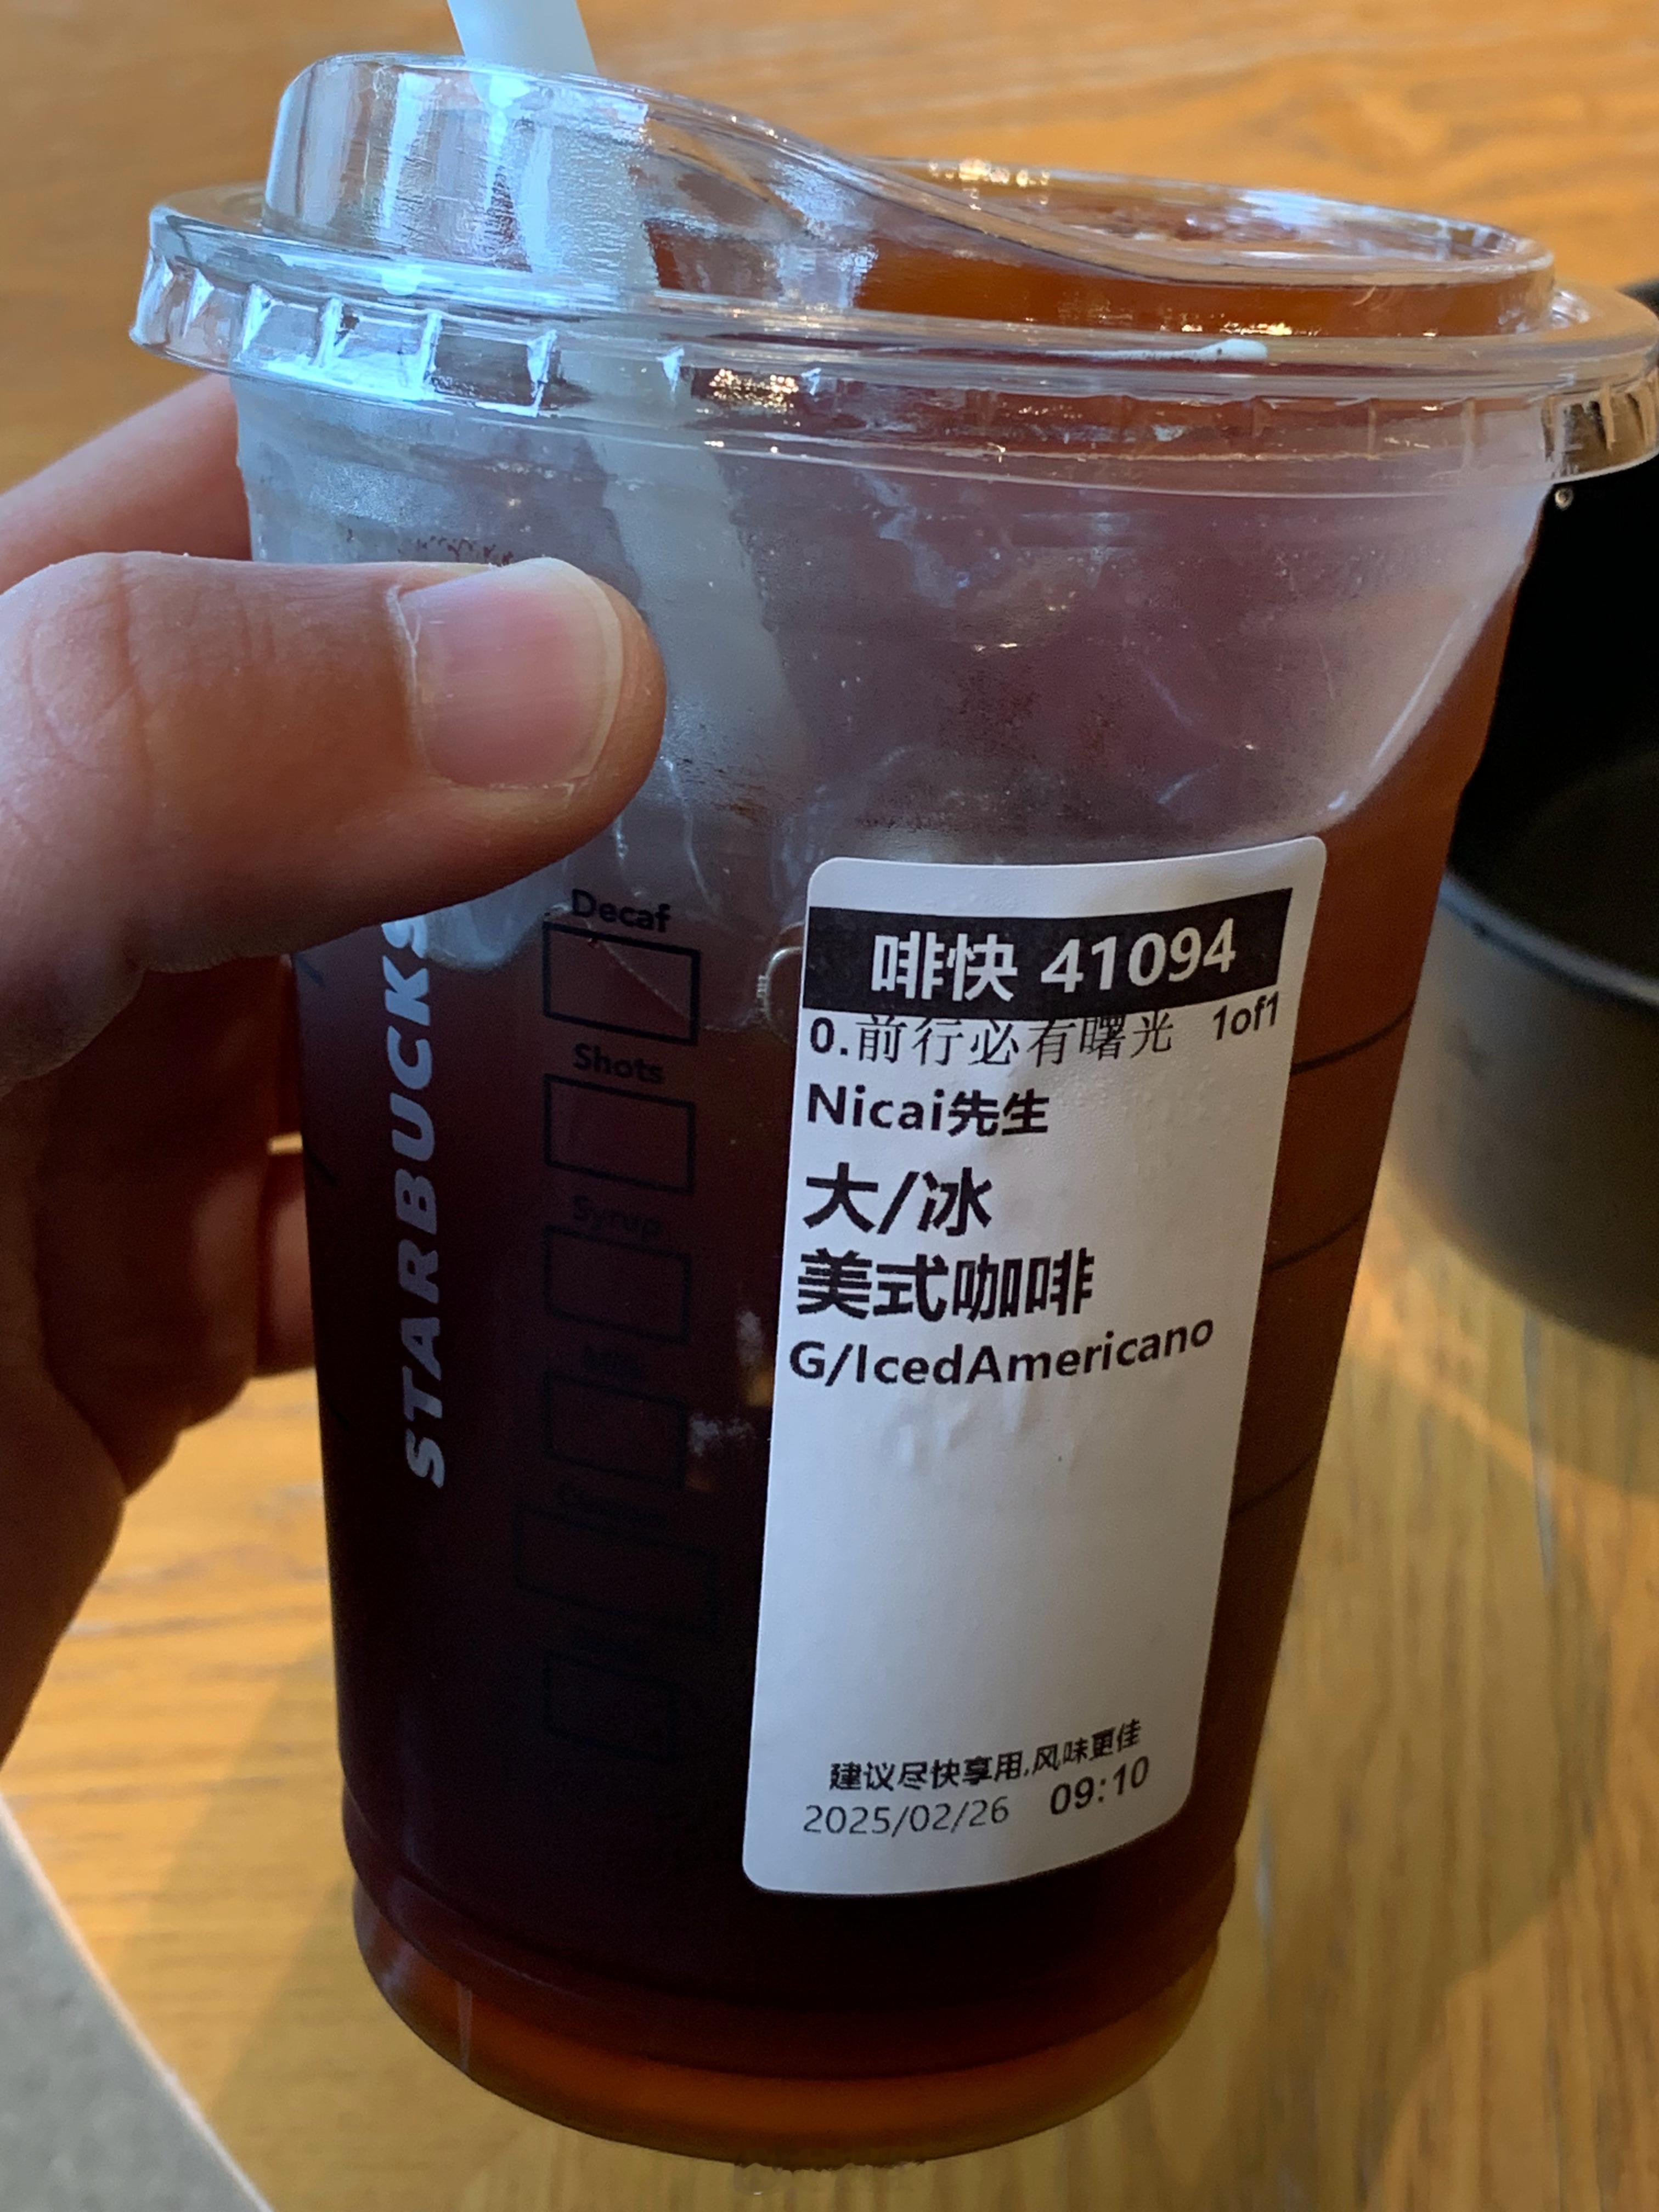 STARBUCKS
Decaf
Shots
Syrup
Milk
啡快 41094
0.前行必有曙光 1of1
Nicai先生
大/冰
美式咖啡
G/IcedAmericano
建议尽快享用,风味更佳
2025/02/26 09:10